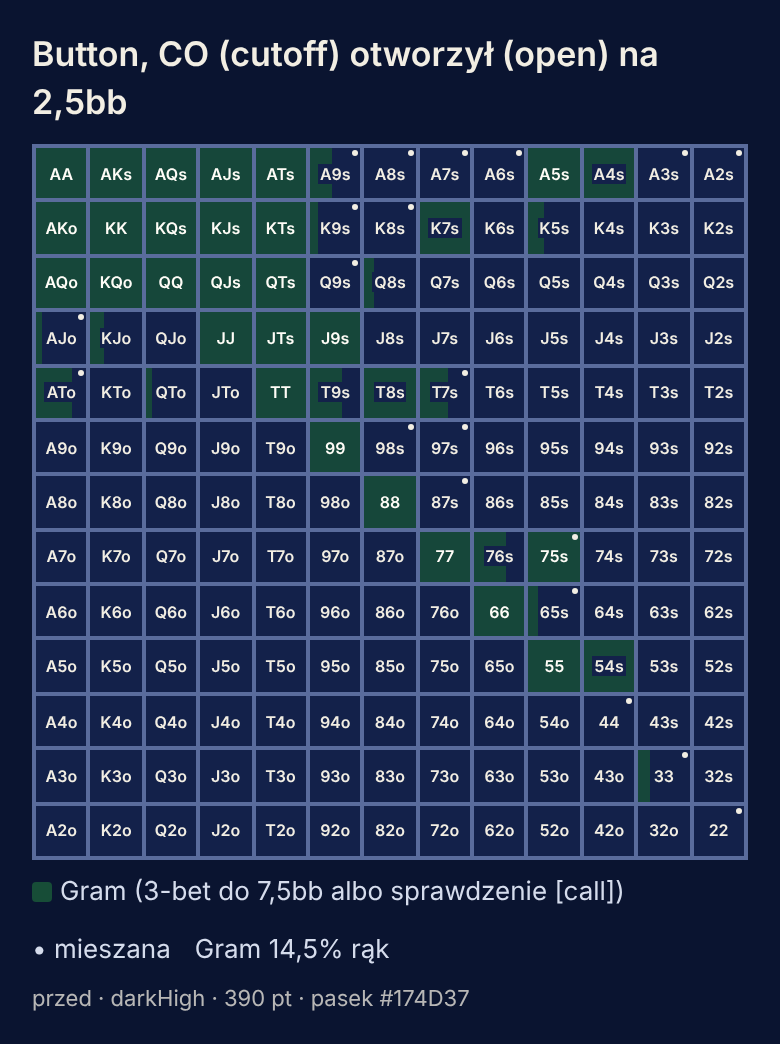 Button, CO (cutoff) otworzył (open) na
2,5bb
AA AKs AQs AJs ATs A9s A8s A7s A6s A5s A4s A3s A2s
AKo KK KQs KJs KTs K9s K8s K7s K6s K5s K4s K3s K2s
AQo KQo QQ QJs QTs Q9s Q8s Q7s Q6s Q5s Q4s Q3s Q2s
AJo KJo QJo JJ JTs J9s J8s J7s J6s J5s J4s J3s J2s
ATo KTo QTo JTo TT T9s T8s T7s T6s T5s T4s T3s T2s
A9o K9o Q9o J9o T9o 99 98s 97s 96s 95s 94s 93s 92s
A8o K8o Q8o J8o T8o 98o 88 87s 86s 85s 84s 83s 82s
A7o K7o Q7o J7o T7o 97o 87o 77 76s 75s 74s 73s 72s
A6o K6o Q6o J6o T6o 96o 86o 76o 66 65s 64s 63s 62s
A5o K5o Q5o J5o T5o 95o 85o 75o 65o 55 54s 53s 52s
A4o K4o Q4o J4o T4o 94o 84o 74o 64o 54o 44 43s 42s
A3o K3o Q3o J3o T3o 93o 83o 73o 63o 53o 43o 33 32s
A2o K2o Q2o J2o T2o 92o 82o 72o 62o 52o 42o 32o 22
Gram (3-bet do 7,5bb albo sprawdzenie [call])
• mieszana Gram 14,5% rąk
przed · darkHigh · 390 pt · pasek #174D37